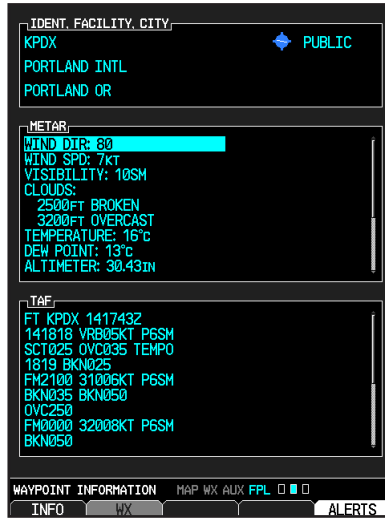 IDENT, FACILITY, CITY
KPDX PUBLIC
PORTLAND INTL
PORTLAND OR
METAR
WIND DIR: 80
WIND SPD: 7KT
VISIBILITY: 10SM
CLOUDS:
2500FT BROKEN
3200FT OVERCAST
TEMPERATURE: 16°C
DEW POINT: 13°C
ALTIMETER: 30.43IN
TAF
FT KPDX 141743Z
141818 VRB05KT P6SM
SCT025 OVC035 TEMPO
1819 BKN025
FM2100 31006KT P6SM
BKN035 BKN050
OVC250
FM0000 32008KT P6SM
BKN050
WAYPOINT INFORMATION MAP WX AUX FPL
INFO WX ALERTS